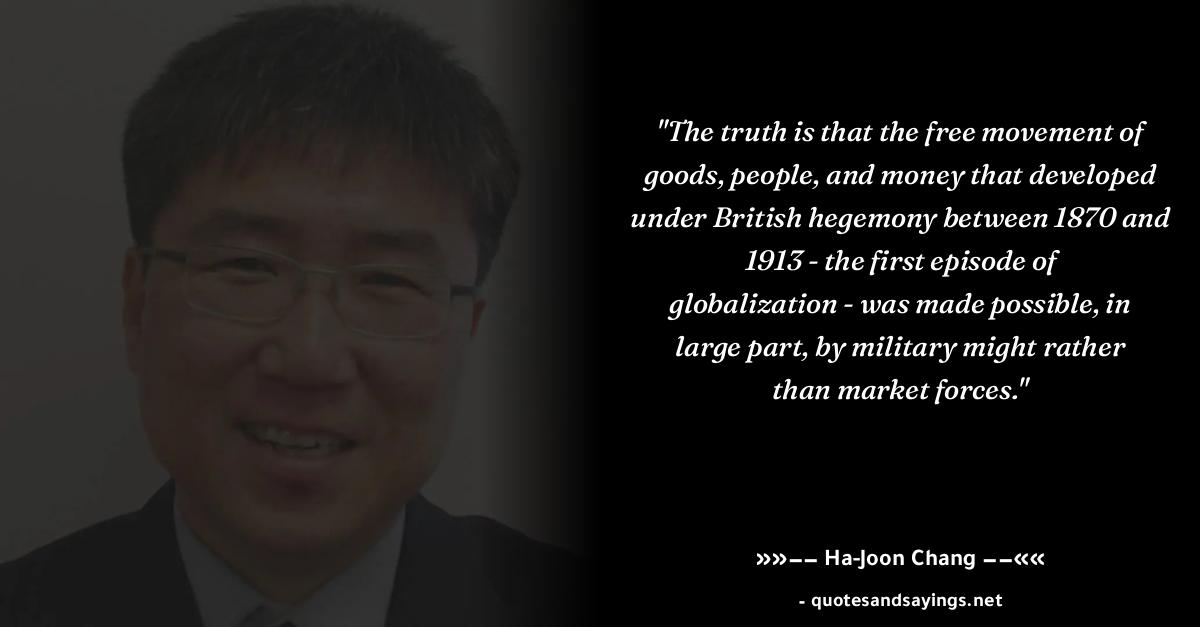 "The truth is that the free movement of
goods, people, and money that developed
under British hegemony between 1870 and
1913 - the first episode of
globalization - was made possible, in
large part, by military might rather
than market forces."
»»−− Ha-Joon Chang −−««
- quotesandsayings.net